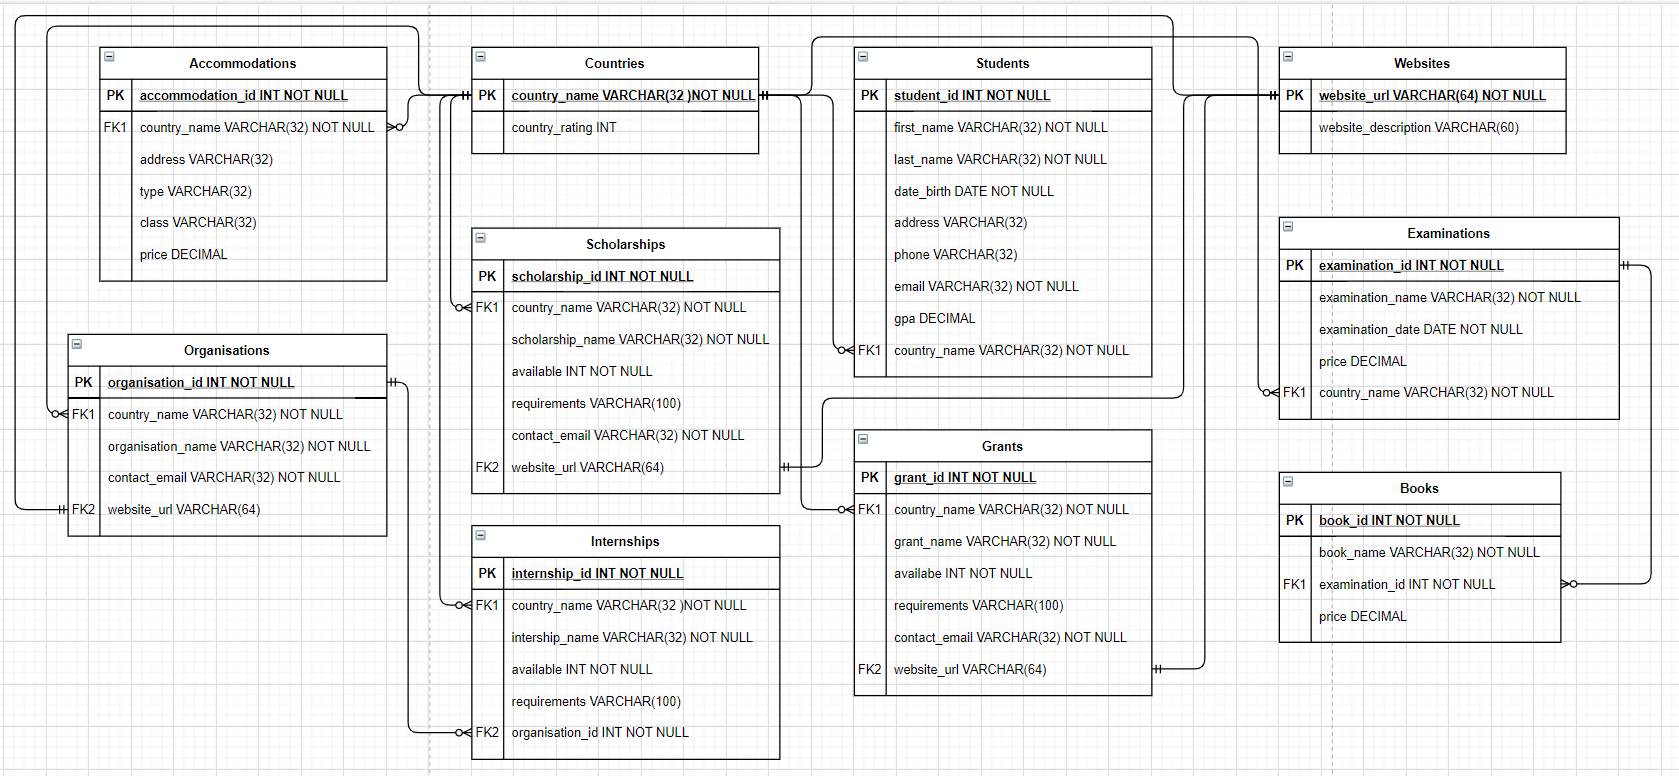 Accommodations
PK accommodation_id INT NOT NULL
FK1 country_name VARCHAR(32) NOT NULL
address VARCHAR(32)
type VARCHAR(32)
class VARCHAR(32)
price DECIMAL
Countries
PK country_name VARCHAR(32 )NOT NULL
country_rating INT
Students
PK student_id INT NOT NULL
first_name VARCHAR(32) NOT NULL
last_name VARCHAR(32) NOT NULL
date_birth DATE NOT NULL
address VARCHAR(32)
phone VARCHAR(32)
email VARCHAR(32) NOT NULL
gpa DECIMAL
FK1 country_name VARCHAR(32) NOT NULL
Websites
PK website_url VARCHAR(64) NOT NULL
website_description VARCHAR(60)
Scholarships
PK scholarship_id INT NOT NULL
FK1 country_name VARCHAR(32) NOT NULL
scholarship_name VARCHAR(32) NOT NULL
available INT NOT NULL
requirements VARCHAR(100)
contact_email VARCHAR(32) NOT NULL
FK2 website_url VARCHAR(64)
Examinations
PK examination_id INT NOT NULL
examination_name VARCHAR(32) NOT NULL
examination_date DATE NOT NULL
price DECIMAL
FK1 country_name VARCHAR(32) NOT NULL
Organisations
PK organisation_id INT NOT NULL
FK1 country_name VARCHAR(32) NOT NULL
organisation_name VARCHAR(32) NOT NULL
contact_email VARCHAR(32) NOT NULL
FK2 website_url VARCHAR(64)
Grants
PK grant_id INT NOT NULL
FK1 country_name VARCHAR(32) NOT NULL
grant_name VARCHAR(32) NOT NULL
availabe INT NOT NULL
requirements VARCHAR(100)
contact_email VARCHAR(32) NOT NULL
FK2 website_url VARCHAR(64)
Books
PK book_id INT NOT NULL
book_name VARCHAR(32) NOT NULL
FK1 examination_id INT NOT NULL
price DECIMAL
Internships
PK internship_id INT NOT NULL
FK1 country_name VARCHAR(32 )NOT NULL
intership_name VARCHAR(32) NOT NULL
available INT NOT NULL
requirements VARCHAR(100)
FK2 organisation_id INT NOT NULL